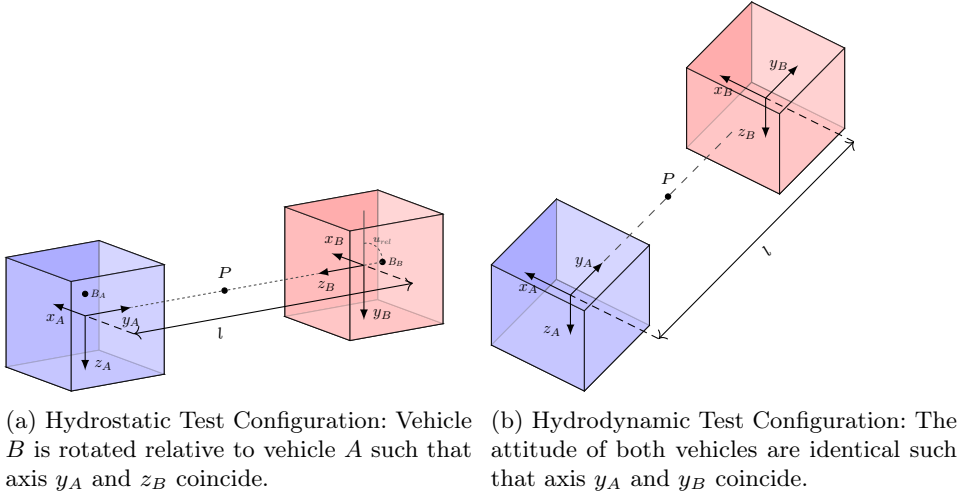 x_B
u_rel
B_B
z_B
y_B
P
B_A
x_A
y_A
z_A
l
(a) Hydrostatic Test Configuration: Vehicle
B is rotated relative to vehicle A such that
axis y_A and z_B coincide.
y_B
x_B
z_B
P
y_A
x_A
z_A
l
(b) Hydrodynamic Test Configuration: The
attitude of both vehicles are identical such
that axis y_A and y_B coincide.